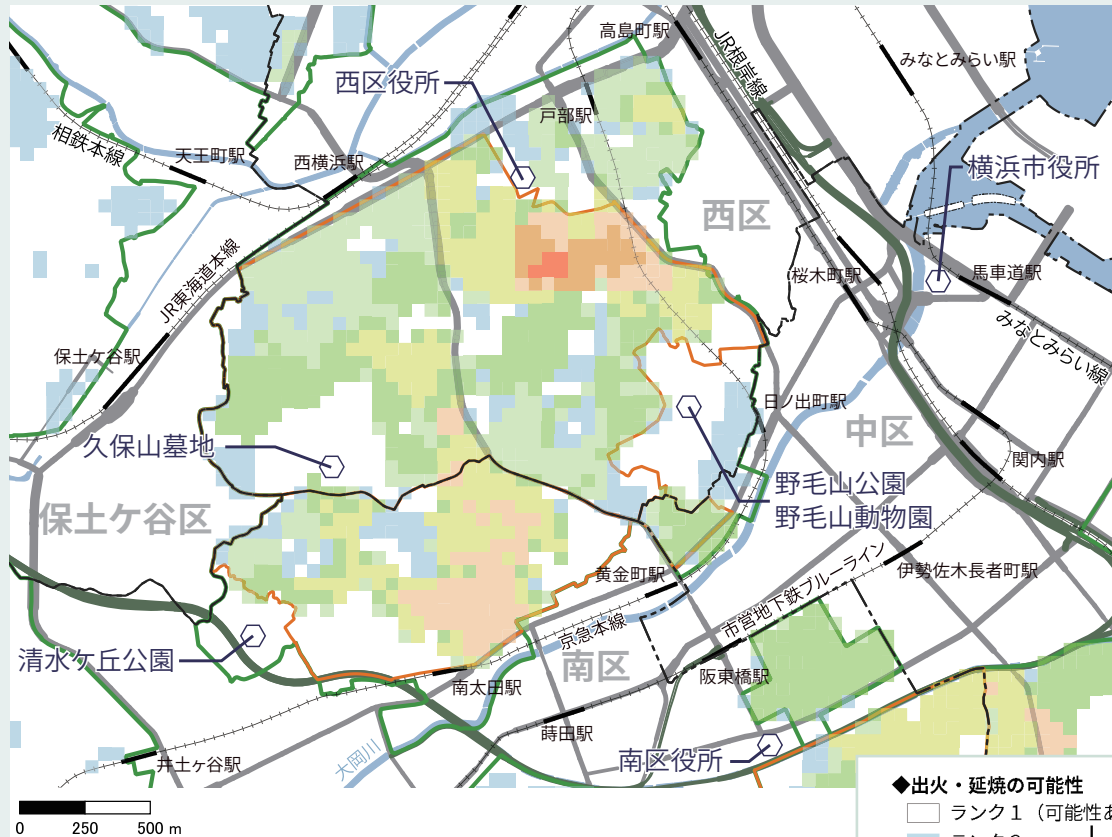 高島町駅
JR根岸線
みなとみらい駅
西区役所
戸部駅
相鉄本線
天王町駅
西横浜駅
横浜市役所
西区
JR東海道本線
桜木町駅
馬車道駅
みなとみらい線
保土ケ谷駅
日ノ出町駅
中区
久保山墓地
関内駅
野毛山公園
野毛山動物園
保土ケ谷区
黄金町駅
伊勢佐木長者町駅
市営地下鉄ブルーライン
京急本線
清水ケ丘公園
南区
阪東橋駅
南太田駅
蒔田駅
南区役所
大岡川
井土ヶ谷駅
◆出火・延焼の可能性
ランク１（可能性あ
0 250 500 m